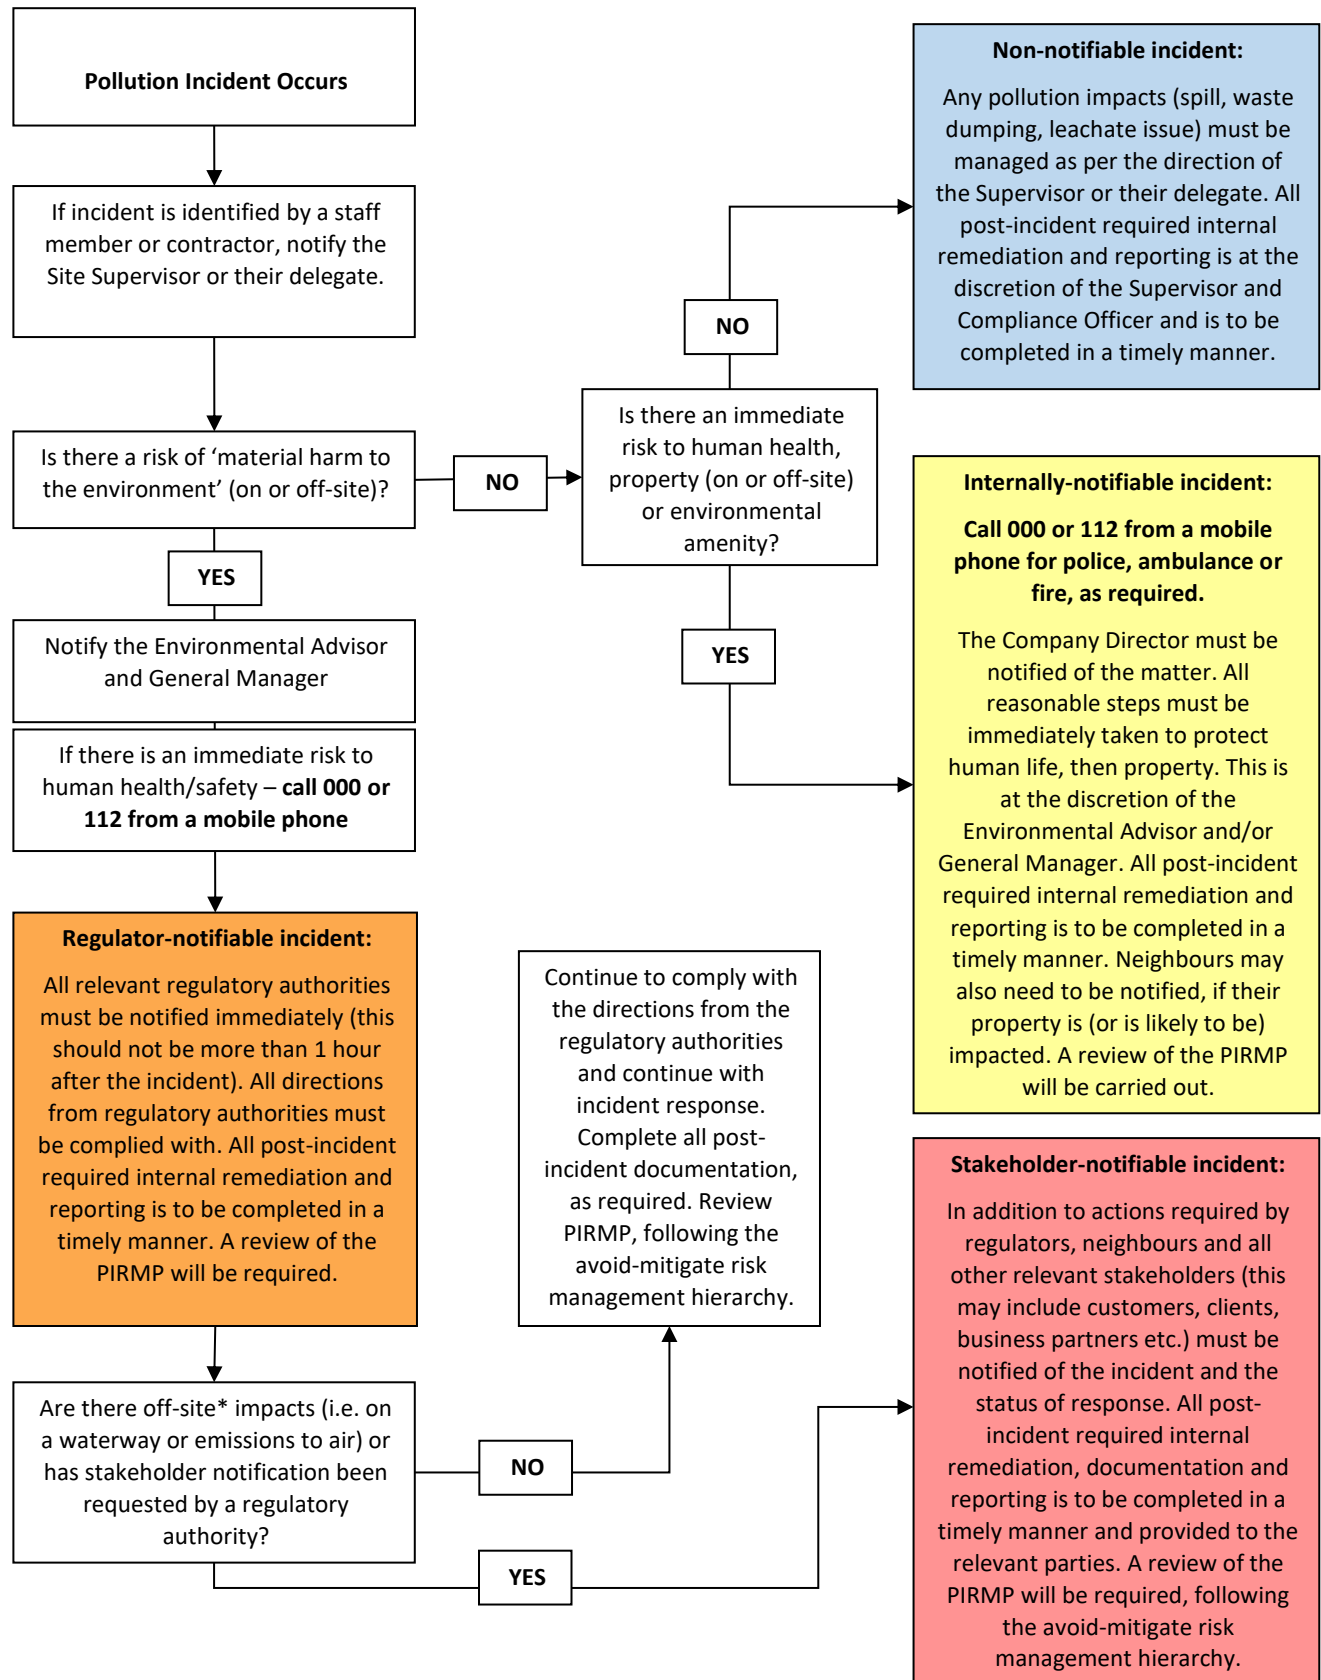 Pollution Incident Occurs
If incident is identified by a staff
member or contractor, notify the
Site Supervisor or their delegate.
Is there a risk of ‘material harm to
the environment’ (on or off-site)?
NO
YES
Notify the Environmental Advisor
and General Manager
If there is an immediate risk to
human health/safety – call 000 or
112 from a mobile phone
Regulator-notifiable incident:
All relevant regulatory authorities
must be notified immediately (this
should not be more than 1 hour
after the incident). All directions
from regulatory authorities must
be complied with. All post-incident
required internal remediation and
reporting is to be completed in a
timely manner. A review of the
PIRMP will be required.
Are there off-site* impacts (i.e. on
a waterway or emissions to air) or
has stakeholder notification been
requested by a regulatory
authority?
NO
YES
Is there an immediate
risk to human health,
property (on or off-site)
or environmental
amenity?
NO
YES
Continue to comply with
the directions from the
regulatory authorities
and continue with
incident response.
Complete all post-
incident documentation,
as required. Review
PIRMP, following the
avoid-mitigate risk
management hierarchy.
Non-notifiable incident:
Any pollution impacts (spill, waste
dumping, leachate issue) must be
managed as per the direction of
the Supervisor or their delegate. All
post-incident required internal
remediation and reporting is at the
discretion of the Supervisor and
Compliance Officer and is to be
completed in a timely manner.
Internally-notifiable incident:
Call 000 or 112 from a mobile
phone for police, ambulance or
fire, as required.
The Company Director must be
notified of the matter. All
reasonable steps must be
immediately taken to protect
human life, then property. This is
at the discretion of the
Environmental Advisor and/or
General Manager. All post-incident
required internal remediation and
reporting is to be completed in a
timely manner. Neighbours may
also need to be notified, if their
property is (or is likely to be)
impacted. A review of the PIRMP
will be carried out.
Stakeholder-notifiable incident:
In addition to actions required by
regulators, neighbours and all
other relevant stakeholders (this
may include customers, clients,
business partners etc.) must be
notified of the incident and the
status of response. All post-
incident required internal
remediation, documentation and
reporting is to be completed in a
timely manner and provided to the
relevant parties. A review of the
PIRMP will be required, following
the avoid-mitigate risk
management hierarchy.